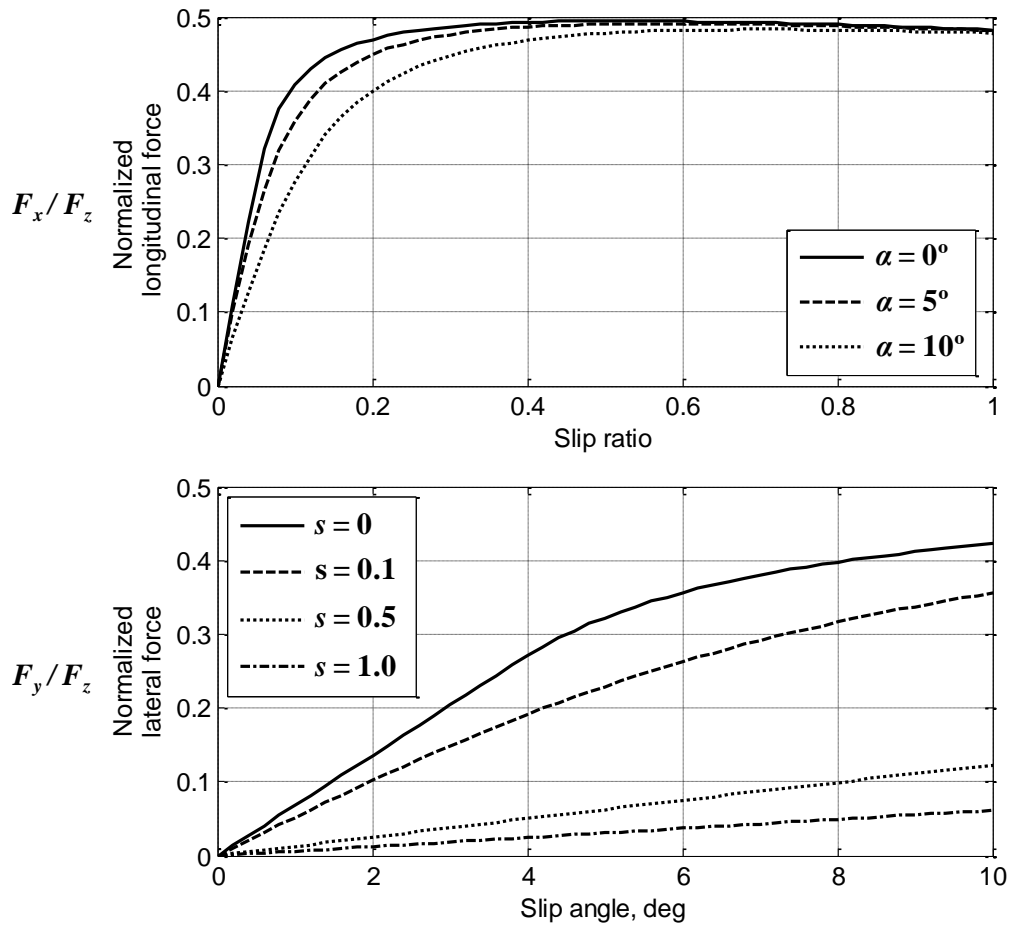 0.5
0.4
0.3
0.2
0.1
0
Normalized
longitudinal force
F_x / F_z
α = 0º
α = 5º
α = 10º
0 0.2 0.4 0.6 0.8 1
Slip ratio
0.5
0.4
0.3
0.2
0.1
0
Normalized
lateral force
F_y / F_z
s = 0
s = 0.1
s = 0.5
s = 1.0
0 2 4 6 8 10
Slip angle, deg